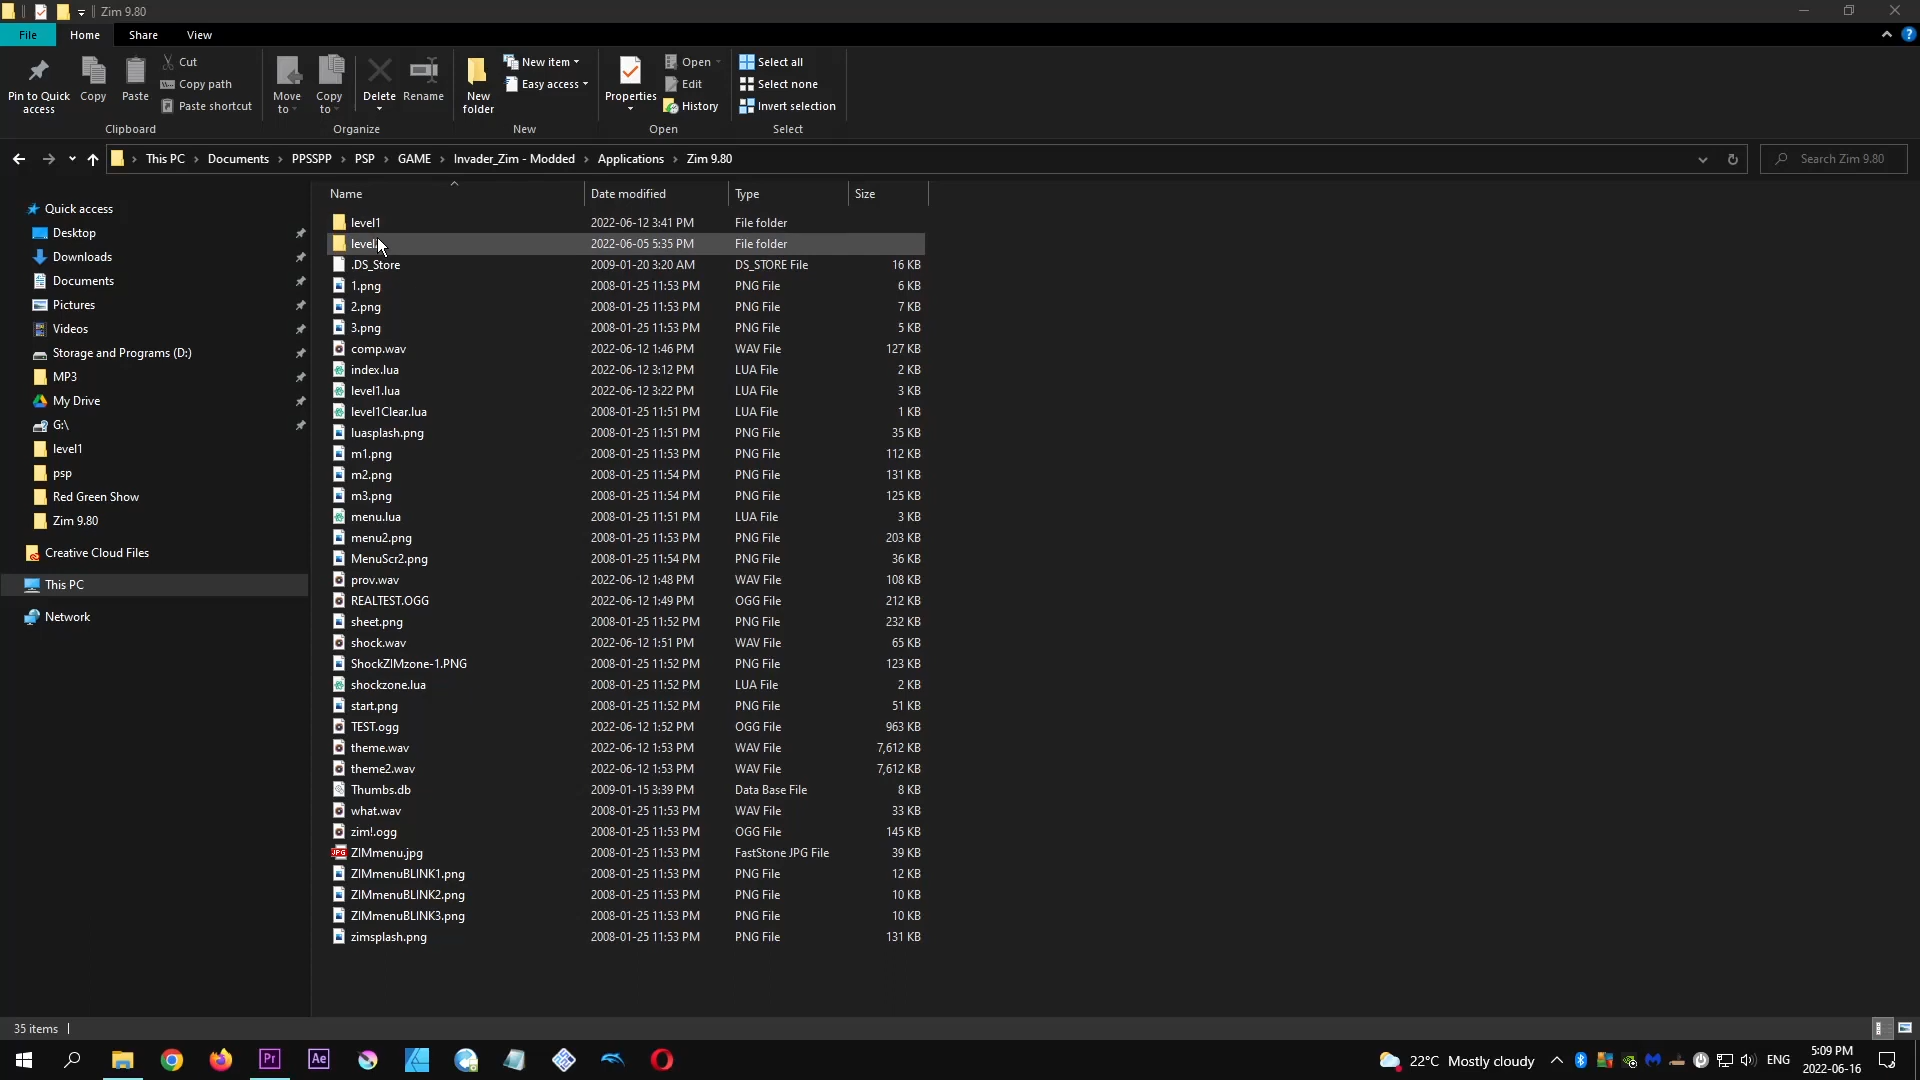 Zim 9.80
File Home Share View
Pin to Quick access
Copy
Paste
Cut
Copy path
Paste shortcut
Clipboard
Move to
Copy to
Delete
Rename
Organize
New folder
New item
Easy access
New
Properties
Open
Edit
History
Open
Select all
Select none
Invert selection
Select
This PC › Documents › PPSSPP › PSP › GAME › Invader_Zim - Modded › Applications › Zim 9.80
Search Zim 9.80
Quick access
Desktop
Downloads
Documents
Pictures
Videos
Storage and Programs (D:)
MP3
My Drive
G:\
level1
psp
Red Green Show
Zim 9.80
Creative Cloud Files
This PC
Network
Name Date modified Type Size
level1 2022-06-12 3:41 PM File folder
level 2022-06-05 5:35 PM File folder
.DS_Store 2009-01-20 3:20 AM DS_STORE File 16 KB
1.png 2008-01-25 11:53 PM PNG File 6 KB
2.png 2008-01-25 11:53 PM PNG File 7 KB
3.png 2008-01-25 11:53 PM PNG File 5 KB
comp.wav 2022-06-12 1:46 PM WAV File 127 KB
index.lua 2022-06-12 3:12 PM LUA File 2 KB
level1.lua 2022-06-12 3:22 PM LUA File 3 KB
level1Clear.lua 2008-01-25 11:51 PM LUA File 1 KB
luasplash.png 2008-01-25 11:51 PM PNG File 35 KB
m1.png 2008-01-25 11:53 PM PNG File 112 KB
m2.png 2008-01-25 11:54 PM PNG File 131 KB
m3.png 2008-01-25 11:54 PM PNG File 125 KB
menu.lua 2008-01-25 11:51 PM LUA File 3 KB
menu2.png 2008-01-25 11:53 PM PNG File 203 KB
MenuScr2.png 2008-01-25 11:54 PM PNG File 36 KB
prov.wav 2022-06-12 1:48 PM WAV File 108 KB
REALTEST.OGG 2022-06-12 1:49 PM OGG File 212 KB
sheet.png 2008-01-25 11:52 PM PNG File 232 KB
shock.wav 2022-06-12 1:51 PM WAV File 65 KB
ShockZIMzone-1.PNG 2008-01-25 11:52 PM PNG File 123 KB
shockzone.lua 2008-01-25 11:52 PM LUA File 2 KB
start.png 2008-01-25 11:52 PM PNG File 51 KB
TEST.ogg 2022-06-12 1:52 PM OGG File 963 KB
theme.wav 2022-06-12 1:53 PM WAV File 7,612 KB
theme2.wav 2022-06-12 1:53 PM WAV File 7,612 KB
Thumbs.db 2009-01-15 3:39 PM Data Base File 8 KB
what.wav 2008-01-25 11:53 PM WAV File 33 KB
zim!.ogg 2008-01-25 11:53 PM OGG File 145 KB
ZIMmenu.jpg 2008-01-25 11:53 PM FastStone JPG File 39 KB
ZIMmenuBLINK1.png 2008-01-25 11:53 PM PNG File 12 KB
ZIMmenuBLINK2.png 2008-01-25 11:53 PM PNG File 10 KB
ZIMmenuBLINK3.png 2008-01-25 11:53 PM PNG File 10 KB
zimsplash.png 2008-01-25 11:53 PM PNG File 131 KB
35 items
Pr Ae
22°C Mostly cloudy
ENG
5:09 PM
2022-06-16